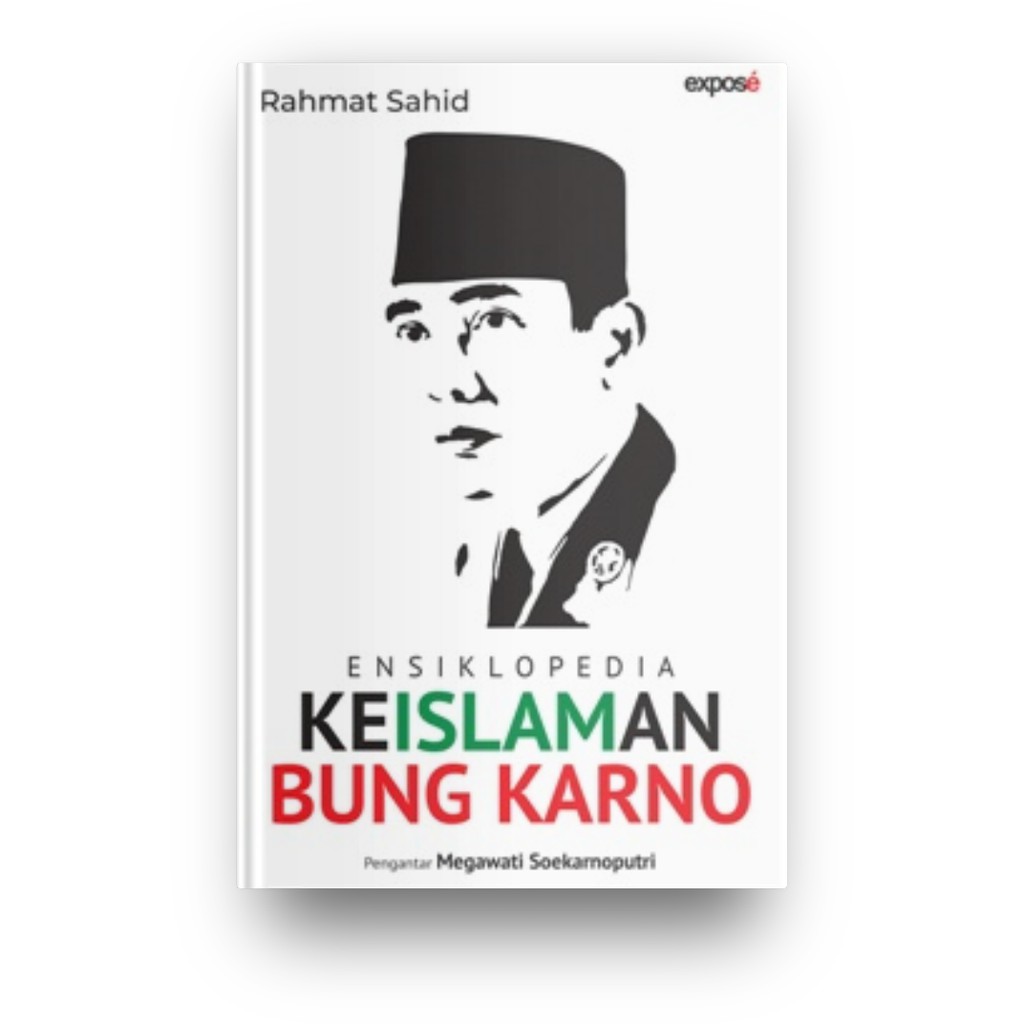 Rahmat Sahid
exposé
ENSIKLOPEDIA
KEISLAMAN
BUNG KARNO
Pengantar Megawati Soekarnoputri